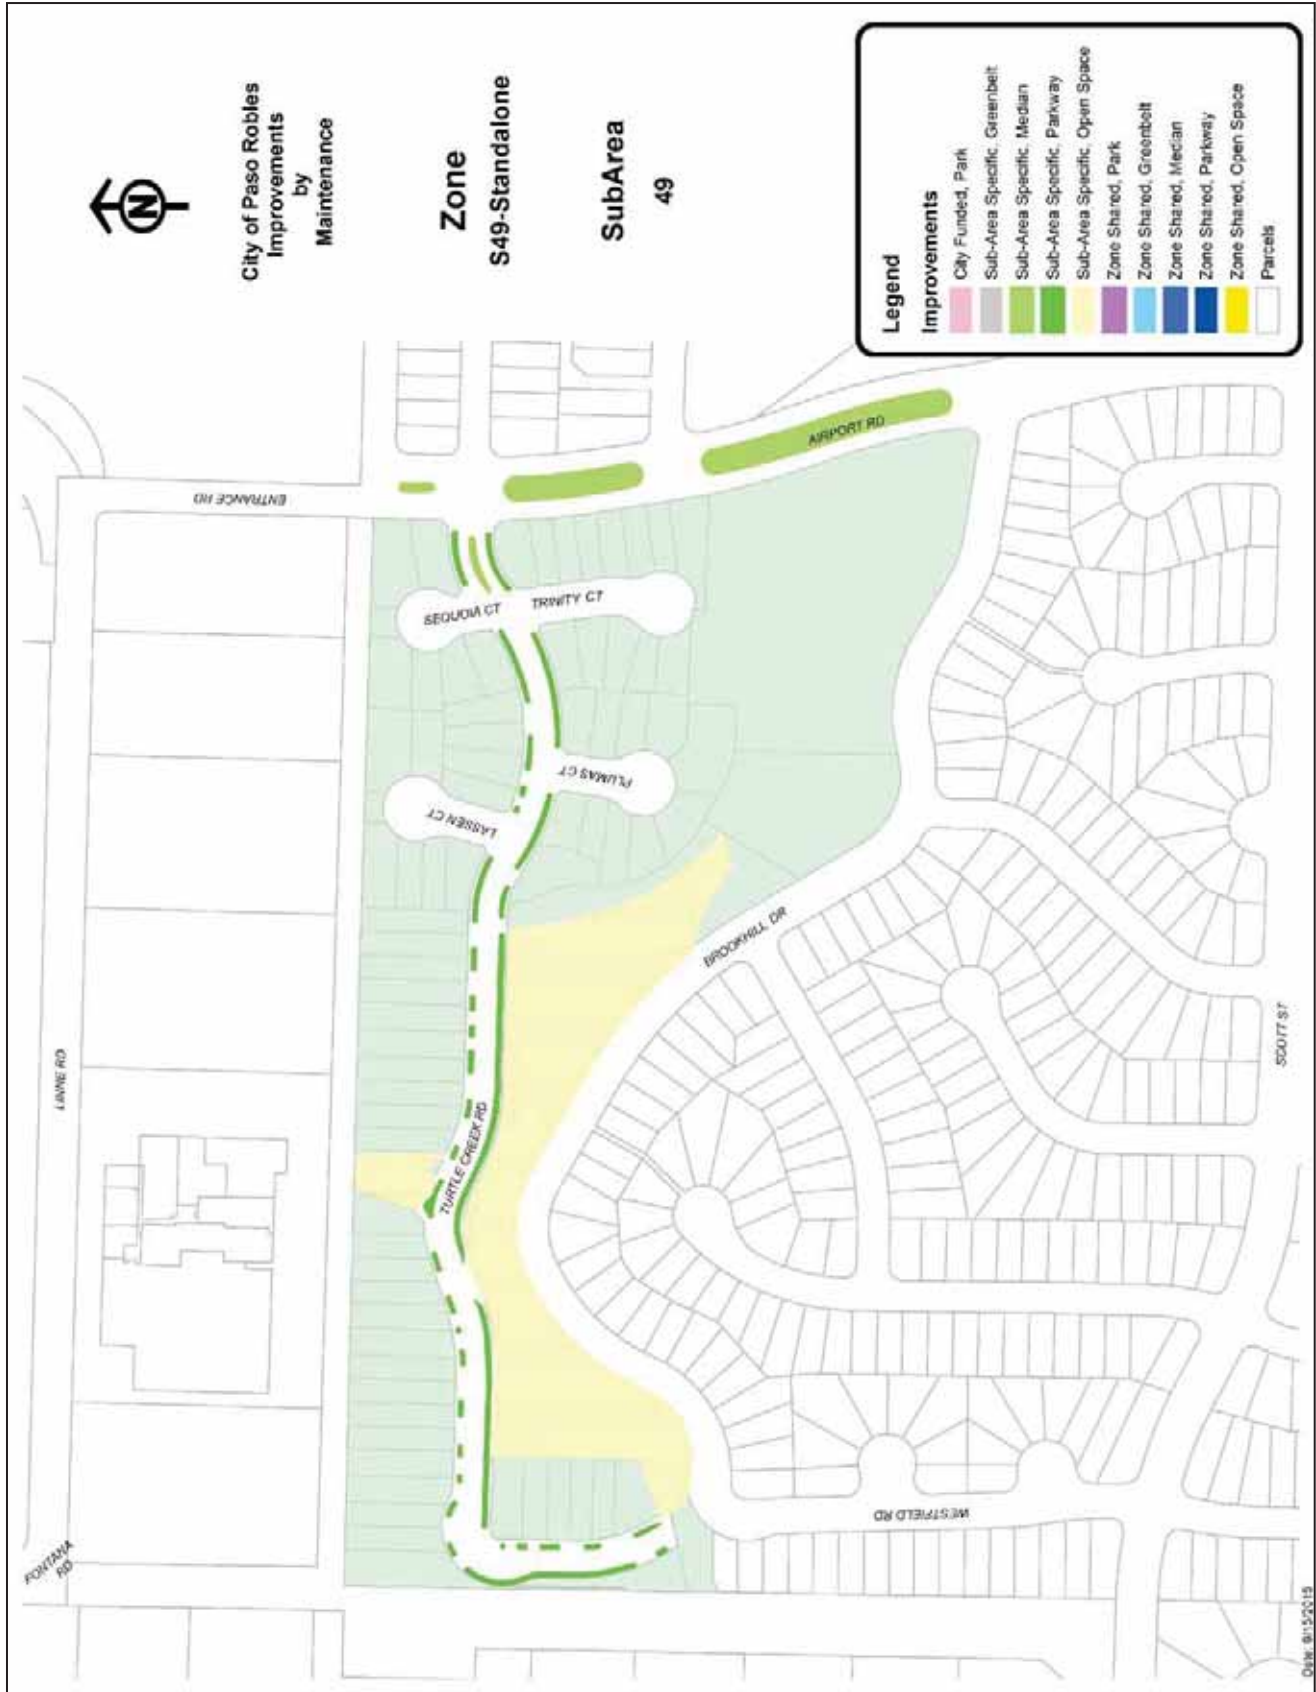 N
City of Paso Robles
Improvements
by
Maintenance
Zone
S49-Standalone
SubArea
49
Legend
Improvements
City Funded, Park
Sub-Area Specific, Greenbelt
Sub-Area Specific, Median
Sub-Area Specific, Parkway
Sub-Area Specific, Open Space
Zone Shared, Park
Zone Shared, Greenbelt
Zone Shared, Median
Zone Shared, Parkway
Zone Shared, Open Space
Parcels
FONTANA
RD
LINNE RD
ENTRANCE RD
SEQUOIA CT
TRINITY CT
AIRPORT RD
LASSEN CT
PLUMAS CT
TURTLE CREEK RD
BROOKHILL DR
WESTFIELD RD
SCOTT ST